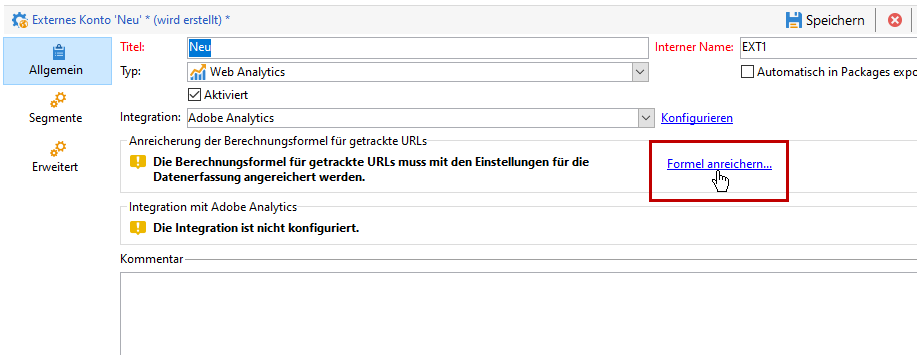 Externes Konto 'Neu' * (wird erstellt) *
Speichern
Allgemein
Segmente
Erweitert
Titel: Neu Interner Name: EXT1
Typ: Web Analytics Automatisch in Packages expo
Aktiviert
Integration: Adobe Analytics Konfigurieren
Anreicherung der Berechnungsformel für getrackte URLs
Die Berechnungsformel für getrackte URLs muss mit den Einstellungen für die
Datenerfassung angereichert werden.
Formel anreichern...
Integration mit Adobe Analytics
Die Integration ist nicht konfiguriert.
Kommentar